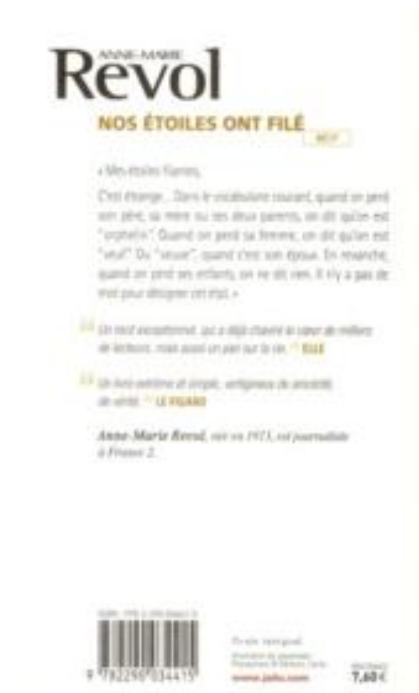 ANNE-MARIE
Revol
NOS ÉTOILES ONT FILÉ
RÉCIT
« Mes étoiles filantes,
C'est étrange... Dans le vocabulaire courant, quand on perd
son père, sa mère ou ses deux parents, on dit qu'on est
"orphelin". Quand on perd sa femme, on dit qu'on est
"veuf". Ou "veuve", quand c'est son époux. En revanche,
quand on perd ses enfants, on ne dit rien. Il n'y a pas de
mot pour désigner cet état. »
Un récit exceptionnel, qui a déjà chaviré le cœur de milliers
de lecteurs, mais aussi un pari sur la vie. ELLE
Un livre extrême et simple, vertigineux de
de vérité. LE FIGARO
Anne-Marie Revol, née en 1973, est journaliste
à France 2.
Texte intégral
www.jailu.com
7,60 €
9 782290 034415